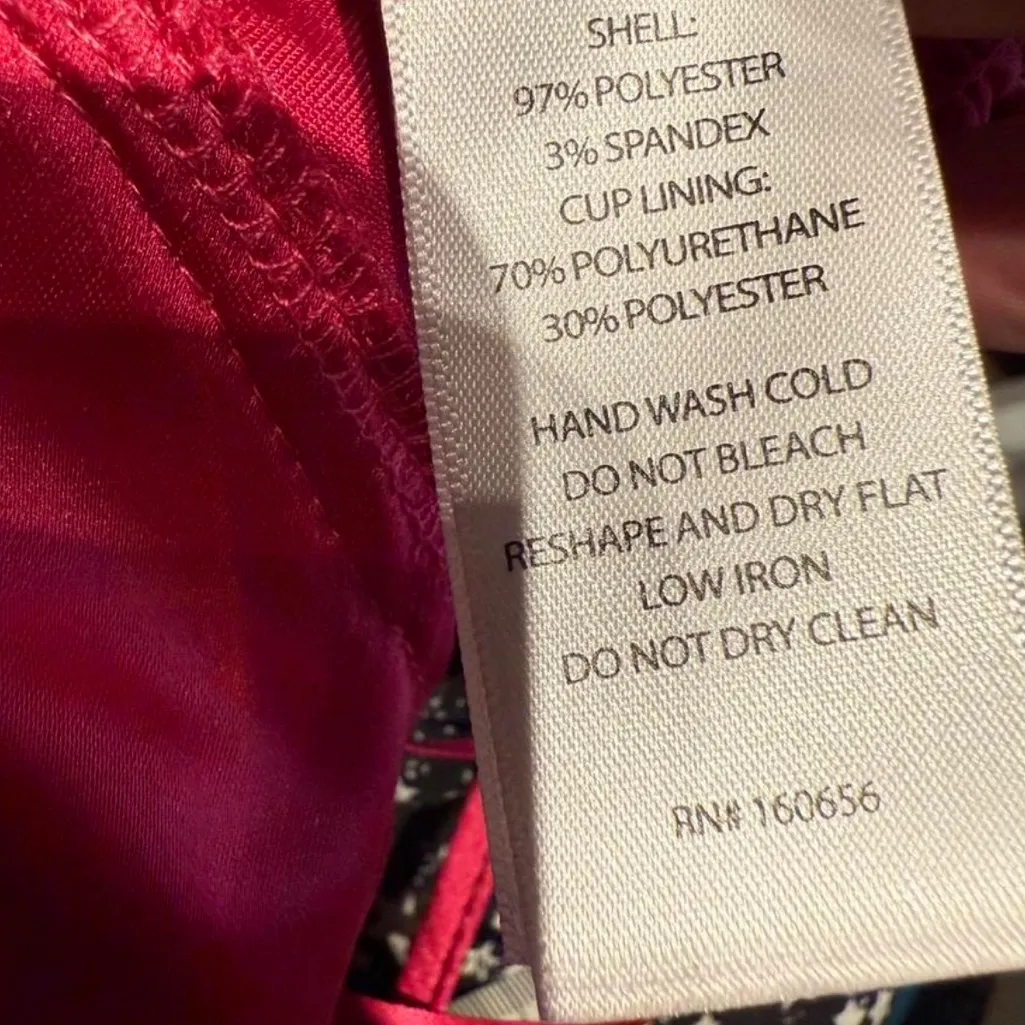 SHELL:
97% POLYESTER
3% SPANDEX
CUP LINING:
70% POLYURETHANE
30% POLYESTER
HAND WASH COLD
DO NOT BLEACH
RESHAPE AND DRY FLAT
LOW IRON
DO NOT DRY CLEAN
RN# 160656